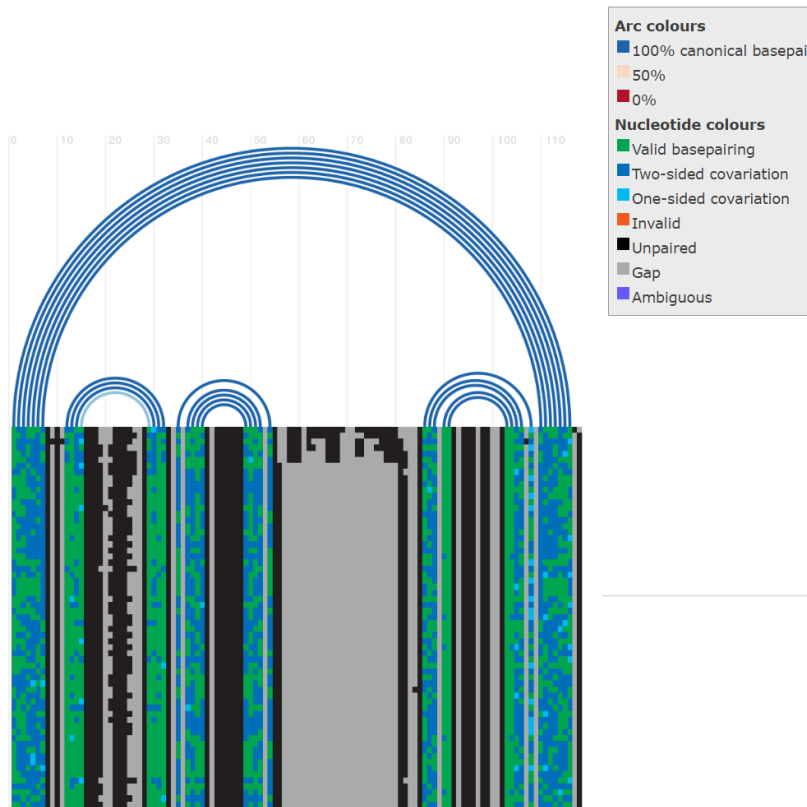 Arc colours
100% canonical basepai
50%
0%
Nucleotide colours
Valid basepairing
Two-sided covariation
One-sided covariation
Invalid
Unpaired
Gap
Ambiguous
0 10 20 30 40 50 60 70 80 90 100 110